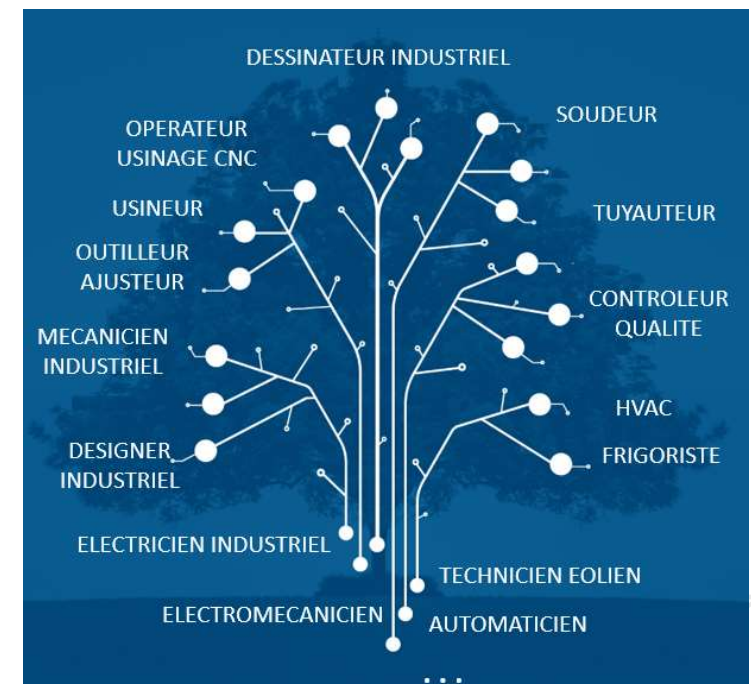 DESSINATEUR INDUSTRIEL
OPERATEUR
USINAGE CNC
SOUDEUR
USINEUR
TUYAUTEUR
OUTILLEUR
AJUSTEUR
CONTROLEUR
QUALITE
MECANICIEN
INDUSTRIEL
HVAC
DESIGNER
INDUSTRIEL
FRIGORISTE
ELECTRICIEN INDUSTRIEL
TECHNICIEN EOLIEN
ELECTROMECANICIEN
AUTOMATICIEN
...